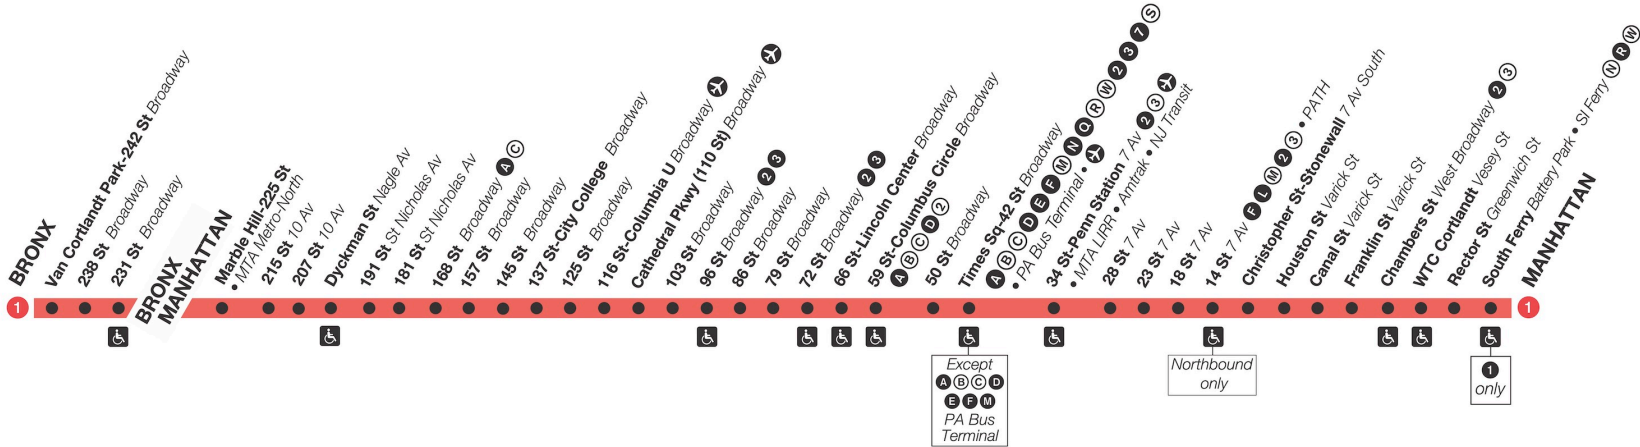 BRONX
1
Van Cortlandt Park-242 St Broadway
238 St Broadway
231 St Broadway
BRONX
MANHATTAN
Marble Hill-225 St
• MTA Metro-North
215 St 10 Av
207 St 10 Av
Dyckman St Nagle Av
191 St St Nicholas Av
181 St St Nicholas Av
168 St Broadway A C
157 St Broadway
145 St Broadway
137 St-City College Broadway
125 St Broadway
116 St-Columbia U Broadway
Cathedral Pkwy (110 St) Broadway
103 St Broadway
96 St Broadway 2 3
86 St Broadway
79 St Broadway
72 St Broadway 2 3
66 St-Lincoln Center Broadway
59 St-Columbus Circle Broadway
A B C D 2
50 St Broadway
Times Sq-42 St Broadway
A B C D E F M N Q R W 2 3 7 S
• PA Bus Terminal •
34 St-Penn Station 7 Av 2 3
• MTA LIRR • Amtrak • NJ Transit
28 St 7 Av
23 St 7 Av
18 St 7 Av
14 St 7 Av F L M 2 3 • PATH
Christopher St-Stonewall 7 Av South
Houston St Varick St
Canal St Varick St
Franklin St Varick St
Chambers St West Broadway 2 3
WTC Cortlandt Vesey St
Rector St Greenwich St
South Ferry Battery Park • SI Ferry N R W
MANHATTAN
1
Except
A B C D
E F M
PA Bus
Terminal
Northbound
only
1
only